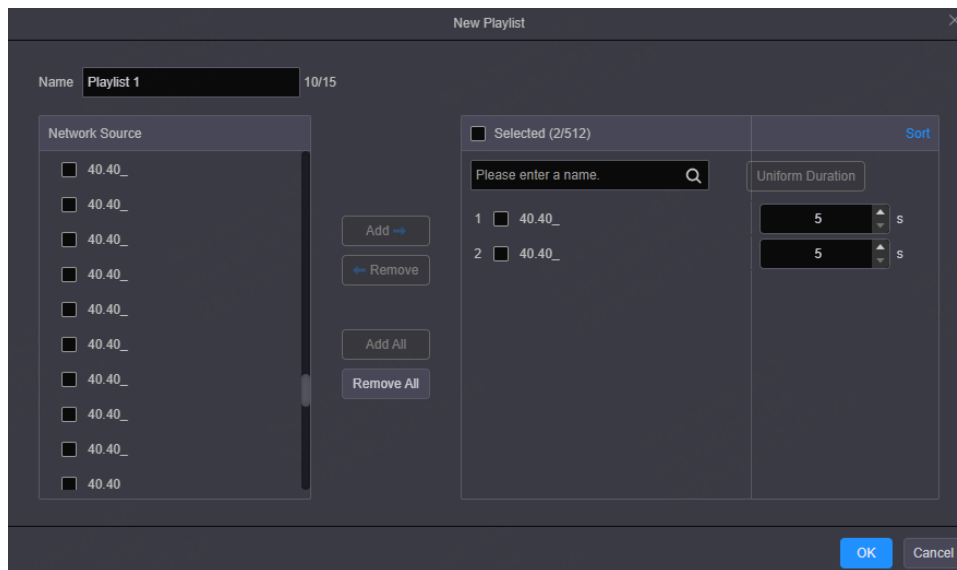 New Playlist
Name Playlist 1 10/15
Network Source
40.40_
40.40_
40.40_
40.40_
40.40_
40.40_
40.40_
40.40_
40.40_
40.40
Add
Remove
Add All
Remove All
Selected (2/512) Sort
Please enter a name. Uniform Duration
1 40.40_ 5 s
2 40.40_ 5 s
OK Cancel